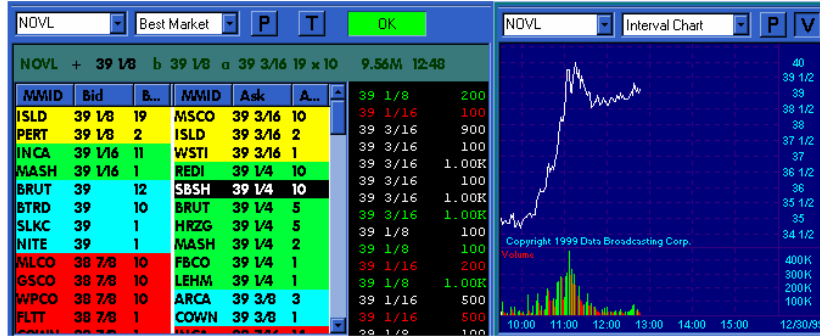 NOVL Best Market P T OK
NOVL + 39 1/8 b 39 1/8 a 39 3/16 19 x 10 9.56M 12:48
MMID Bid B... MMID Ask A...
ISLD 39 1/8 19 MSCO 39 3/16 10
PERT 39 1/8 2 ISLD 39 3/16 2
INCA 39 1/16 11 WSTI 39 3/16 1
MASH 39 1/16 1 REDI 39 1/4 10
BRUT 39 12 SBSH 39 1/4 10
BTRD 39 10 BRUT 39 1/4 5
SLKC 39 1 HRZG 39 1/4 5
NITE 39 1 MASH 39 1/4 2
MLCO 38 7/8 10 FBCO 39 1/4 1
GSCO 38 7/8 10 LEHM 39 1/4 1
WPCO 38 7/8 10 ARCA 39 3/8 3
FLTT 38 7/8 1 COWN 39 3/8 1
39 1/8 200
39 1/16 100
39 3/16 900
39 3/16 100
39 3/16 1.00K
39 3/16 100
39 3/16 1.00K
39 3/16 1.00K
39 1/8 100
39 1/8 100
39 1/16 200
39 1/8 1.00K
39 1/16 500
39 1/16 500
39 1/8 100
NOVL Interval Chart P V
40
39 1/2
39
38 1/2
38
37 1/2
37
36 1/2
36
35 1/2
35
34 1/2
Copyright 1999 Data Broadcasting Corp.
Volume
400K
300K
200K
100K
10:00 11:00 12:00 13:00 14:00 15:00 12/30/9